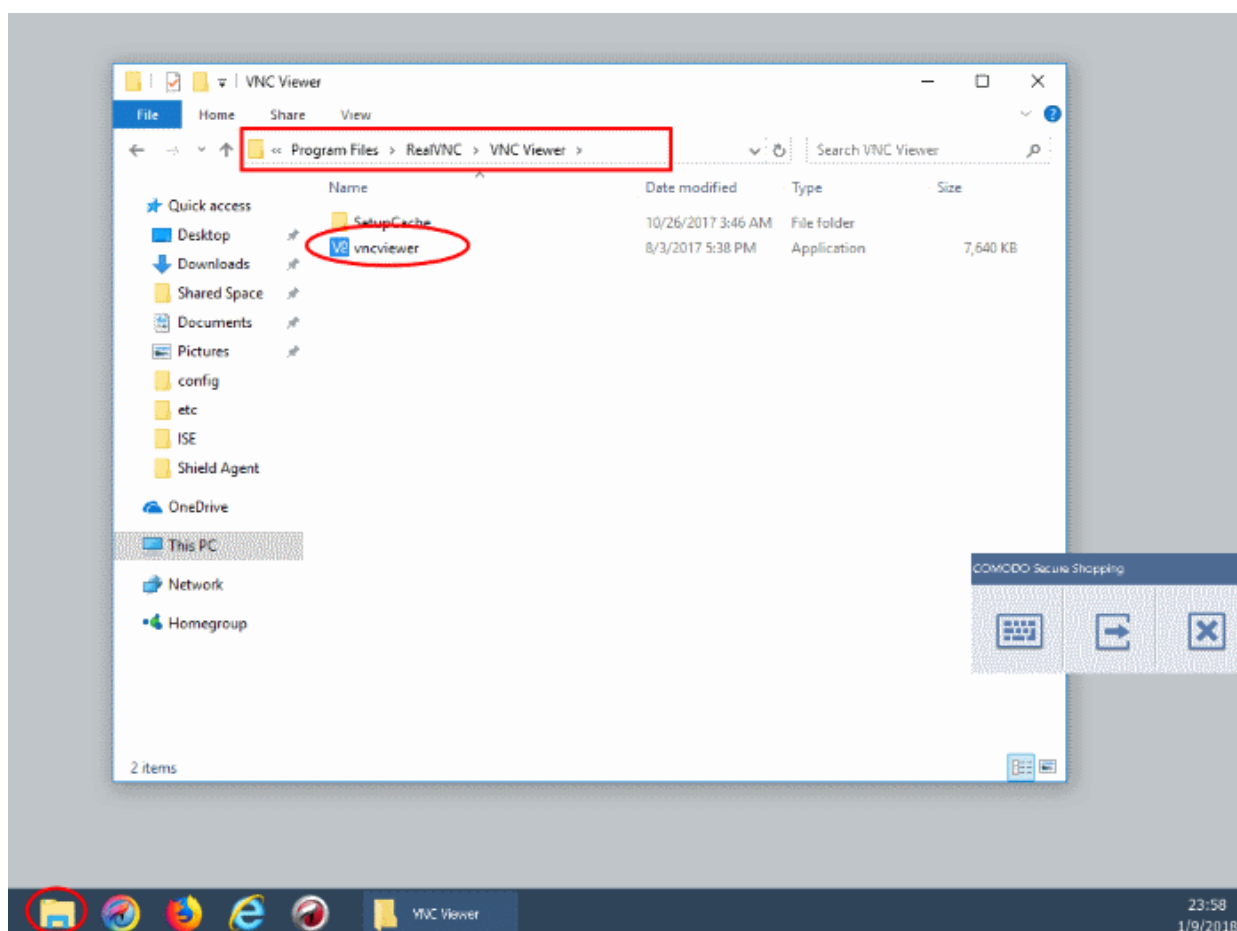 VNC Viewer
File Home Share View
« Program Files > RealVNC > VNC Viewer >
Search VNC Viewer
Name Date modified Type Size
Quick access
SetupCache 10/26/2017 3:46 AM File folder
Desktop
vncviewer 8/3/2017 5:38 PM Application 7,640 KB
Downloads
Shared Space
Documents
Pictures
config
etc
ISE
Shield Agent
OneDrive
This PC
COMODO Secure Shopping
Network
Homegroup
2 items
VNC Viewer
23:58
1/9/2018